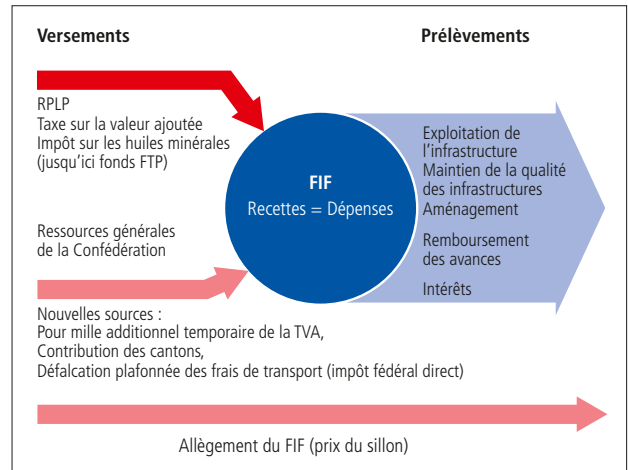 Versements
Prélèvements
RPLP
Taxe sur la valeur ajoutée
Impôt sur les huiles minérales
(jusqu’ici fonds FTP)
Ressources générales
de la Confédération
FIF
Recettes = Dépenses
Exploitation de
l’infrastructure
Maintien de la qualité
des infrastructures
Aménagement
Remboursement
des avances
Intérêts
Nouvelles sources :
Pour mille additionnel temporaire de la TVA,
Contribution des cantons,
Défalcation plafonnée des frais de transport (impôt fédéral direct)
Allègement du FIF (prix du sillon)